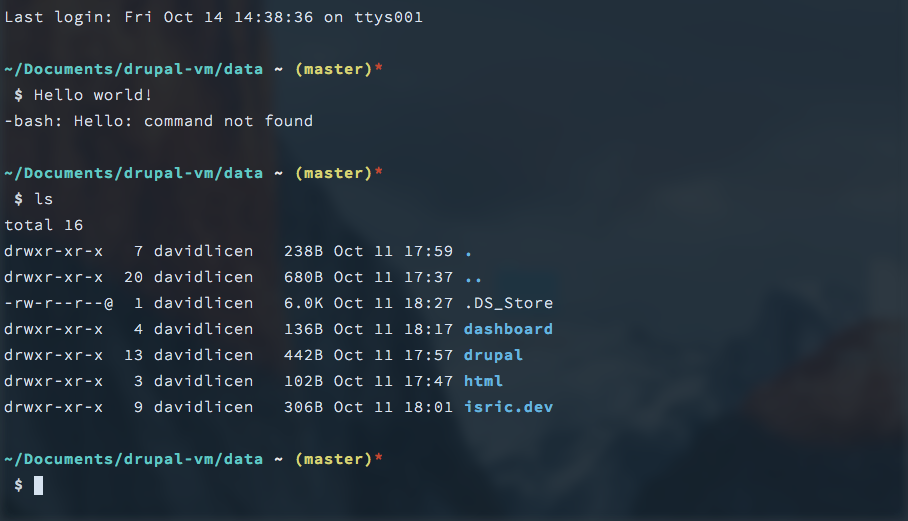 Last login: Fri Oct 14 14:38:36 on ttys001
~/Documents/drupal-vm/data ~ (master)*
$ Hello world!
-bash: Hello: command not found
~/Documents/drupal-vm/data ~ (master)*
$ ls
total 16
drwxr-xr-x   7 davidlicen   238B Oct 11 17:59 .
drwxr-xr-x  20 davidlicen   680B Oct 11 17:37 ..
-rw-r--r--@  1 davidlicen   6.0K Oct 11 18:27 .DS_Store
drwxr-xr-x   4 davidlicen   136B Oct 11 18:17 dashboard
drwxr-xr-x  13 davidlicen   442B Oct 11 17:57 drupal
drwxr-xr-x   3 davidlicen   102B Oct 11 17:47 html
drwxr-xr-x   9 davidlicen   306B Oct 11 18:01 isric.dev
~/Documents/drupal-vm/data ~ (master)*
$